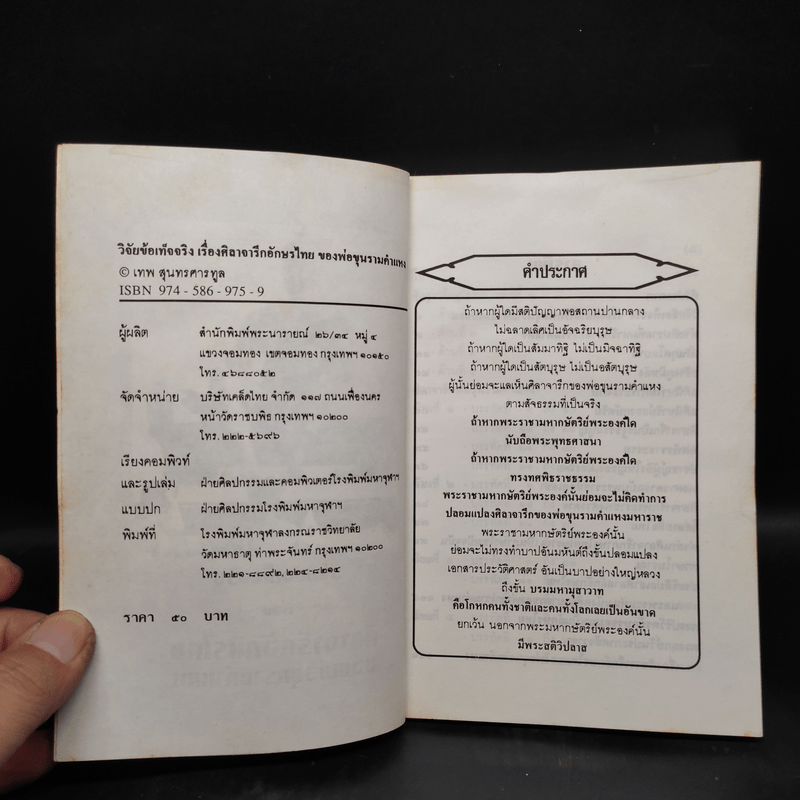 วิจัยข้อเท็จจริง เรื่องศิลาจารึกอักษรไทย ของพ่อขุนรามคำแหง
© เทพ สุนทรศารทูล
ISBN 974 - 586 - 975 - 9
ผู้ผลิต สำนักพิมพ์พระนารายณ์ ๒๖/๓๔ หมู่ ๔
แขวงจอมทอง เขตจอมทอง กรุงเทพฯ ๑๐๑๕๐
โทร. ๔๖๘๘๐๕๒
จัดจำหน่าย บริษัทเคล็ดไทย จำกัด ๑๑๗ ถนนเฟื่องนคร
หน้าวัดราชบพิธ กรุงเทพฯ ๑๐๒๐๐
โทร. ๒๒๒-๕๖๙๖
เรียงคอมพิวท์
และรูปเล่ม ฝ่ายศิลปกรรมและคอมพิวเตอร์โรงพิมพ์มหาจุฬาฯ
แบบปก ฝ่ายศิลปกรรมโรงพิมพ์มหาจุฬาฯ
พิมพ์ที่ โรงพิมพ์มหาจุฬาลงกรณราชวิทยาลัย
วัดมหาธาตุ ท่าพระจันทร์ กรุงเทพฯ ๑๐๒๐๐
โทร. ๒๒๑-๘๘๙๒, ๒๒๔-๘๒๑๔
ราคา ๕๐ บาท
คำประกาศ
ถ้าหากผู้ใดมีสติปัญญาพอสถานปานกลาง
ไม่ฉลาดเลิศเป็นอัจฉริยบุรุษ
ถ้าหากผู้ใดเป็นสัมมาทิฐิ ไม่เป็นมิจฉาทิฐิ
ถ้าหากผู้ใดเป็นสัตบุรุษ ไม่เป็นอสัตบุรุษ
ผู้นั้นย่อมจะแลเห็นศิลาจารึกของพ่อขุนรามคำแหง
ตามสัจธรรมที่เป็นจริง
ถ้าหากพระราชามหากษัตริย์พระองค์ใด
นับถือพระพุทธศาสนา
ถ้าหากพระราชามหากษัตริย์พระองค์ใด
ทรงทศพิธราชธรรม
พระราชามหากษัตริย์พระองค์นั้นย่อมจะไม่คิดทำการ
ปลอมแปลงศิลาจารึกของพ่อขุนรามคำแหงมหาราช
พระราชามหากษัตริย์พระองค์นั้น
ย่อมจะไม่ทรงทำบาปอันมหันต์ถึงขั้นปลอมแปลง
เอกสารประวัติศาสตร์ อันเป็นบาปอย่างใหญ่หลวง
ถึงขั้น บรมมหามุสาวาท
คือโกหกคนทั้งชาติและคนทั้งโลกเลยเป็นอันขาด
ยกเว้น นอกจากพระมหากษัตริย์พระองค์นั้น
มีพระสติวิปลาส